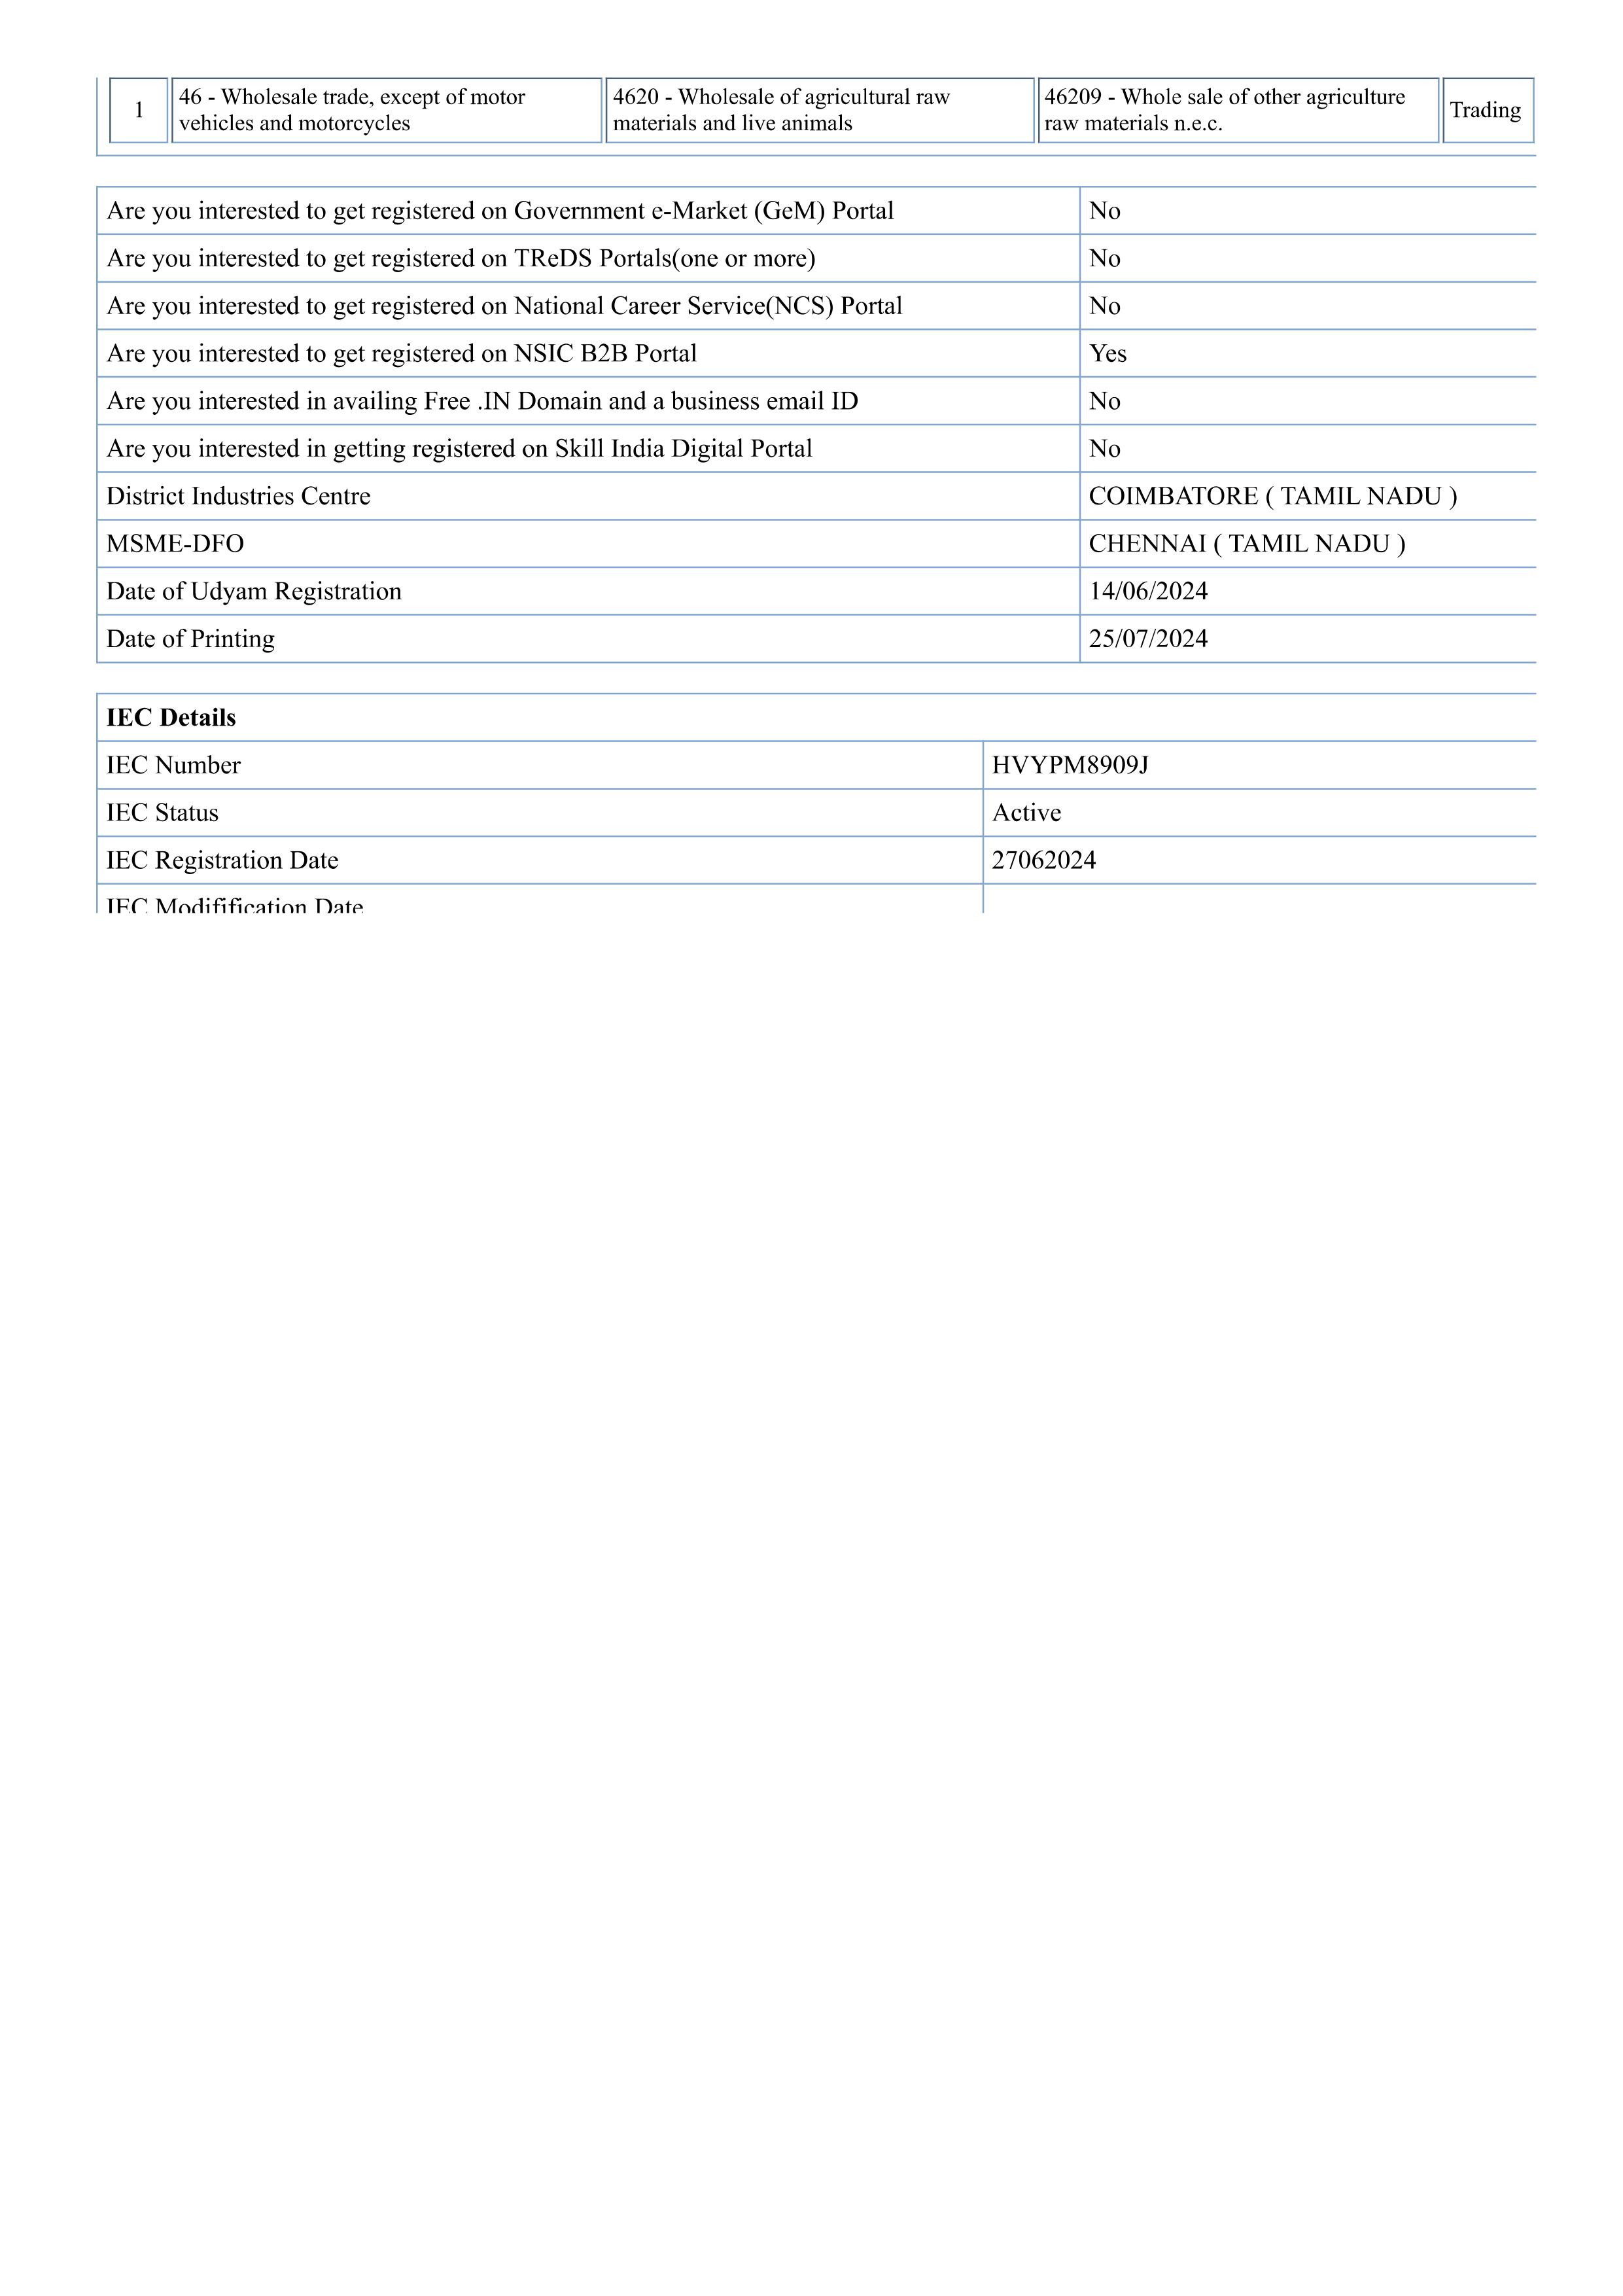 1
46 - Wholesale trade, except of motor
vehicles and motorcycles
4620 - Wholesale of agricultural raw
materials and live animals
46209 - Whole sale of other agriculture
raw materials n.e.c.
Trading
Are you interested to get registered on Government e-Market (GeM) Portal No
Are you interested to get registered on TReDS Portals(one or more) No
Are you interested to get registered on National Career Service(NCS) Portal No
Are you interested to get registered on NSIC B2B Portal Yes
Are you interested in availing Free .IN Domain and a business email ID No
Are you interested in getting registered on Skill India Digital Portal No
District Industries Centre COIMBATORE ( TAMIL NADU )
MSME-DFO CHENNAI ( TAMIL NADU )
Date of Udyam Registration 14/06/2024
Date of Printing 25/07/2024
IEC Details
IEC Number HVYPM8909J
IEC Status Active
IEC Registration Date 27062024
IEC Modifification Date